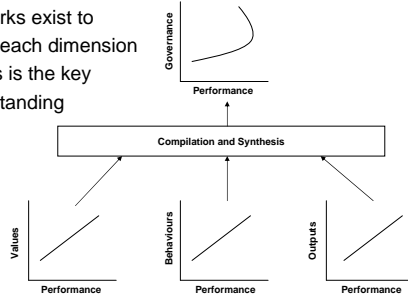 rks exist to
each dimension
s is the key
standing
Governance
Performance
Compilation and Synthesis
Values
Performance
Behaviours
Performance
Outputs
Performance